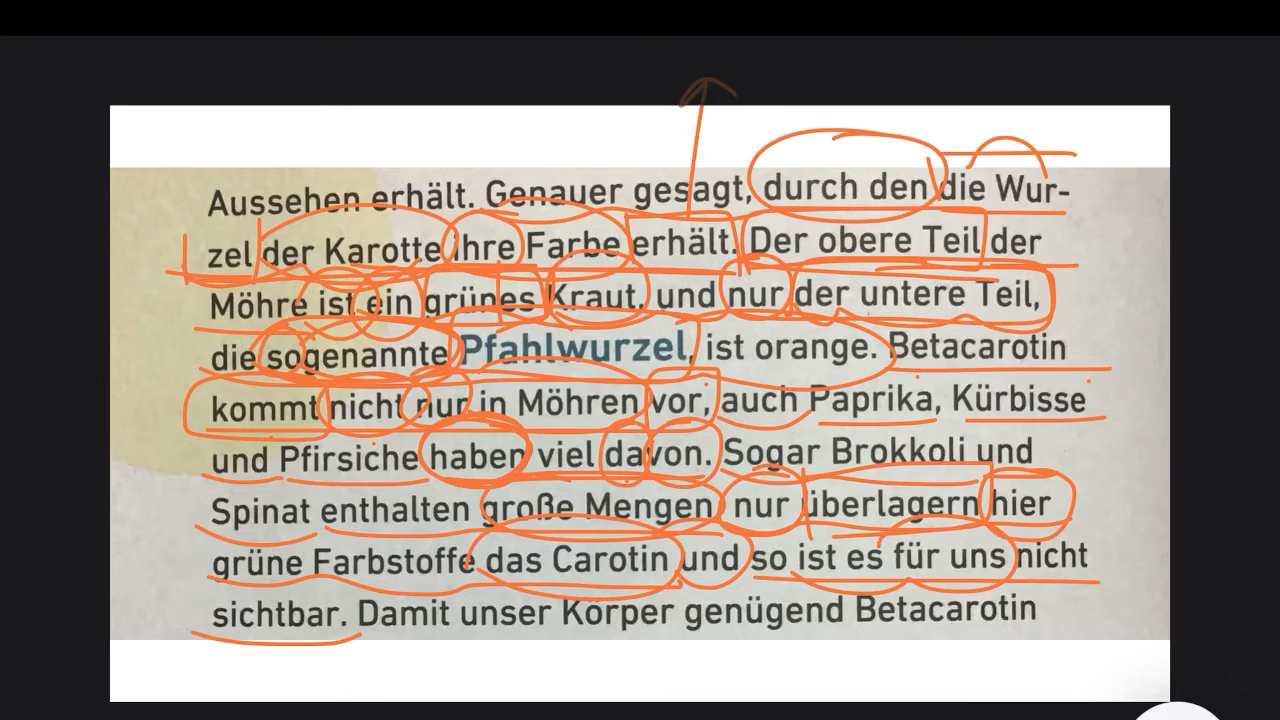 Aussehen erhält. Genauer gesagt, durch den die Wur-
zel der Karotte ihre Farbe erhält. Der obere Teil der
Möhre ist ein grünes Kraut, und nur der untere Teil,
die sogenannte Pfahlwurzel, ist orange. Betacarotin
kommt nicht nur in Möhren vor, auch Paprika, Kürbisse
und Pfirsiche haben viel davon. Sogar Brokkoli und
Spinat enthalten große Mengen, nur überlagern hier
grüne Farbstoffe das Carotin und so ist es für uns nicht
sichtbar. Damit unser Körper genügend Betacarotin